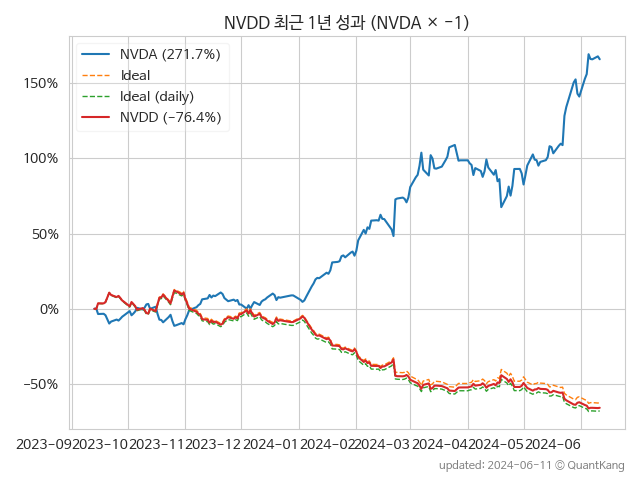 NVDD 최근 1년 성과 (NVDA × −1)
NVDA (271.7%)
Ideal
Ideal (daily)
NVDD (−76.4%)
150%
100%
50%
0%
−50%
2023-09 2023-10 2023-11 2023-12 2024-01 2024-02 2024-03 2024-04 2024-05 2024-06
updated: 2024-06-11 © QuantKang